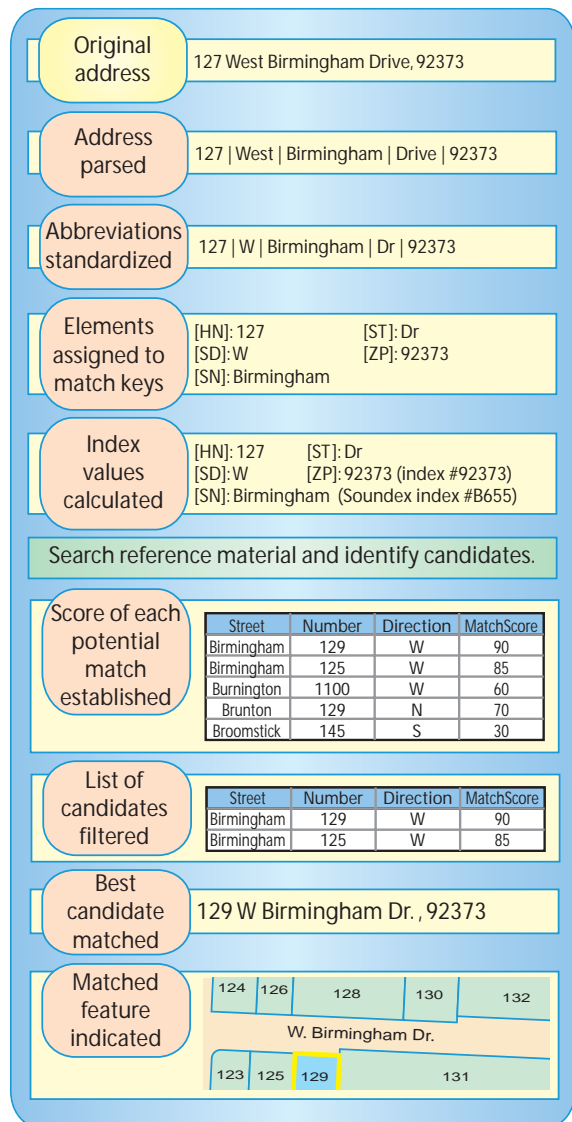 Original
address
127 West Birmingham Drive, 92373
Address
parsed
127 | West | Birmingham | Drive | 92373
Abbreviations
standardized
127 | W | Birmingham | Dr | 92373
Elements
assigned to
match keys
[HN]: 127 [ST]: Dr
[SD]: W [ZP]: 92373
[SN]: Birmingham
Index
values
calculated
[HN]: 127 [ST]: Dr
[SD]: W [ZP]: 92373 (index #92373)
[SN]: Birmingham (Soundex index #B655)
Search reference material and identify candidates.
Score of each
potential
match
established
Street Number Direction MatchScore
Birmingham 129 W 90
Birmingham 125 W 85
Burnington 1100 W 60
Brunton 129 N 70
Broomstick 145 S 30
List of
candidates
filtered
Street Number Direction MatchScore
Birmingham 129 W 90
Birmingham 125 W 85
Best
candidate
matched
129 W Birmingham Dr. , 92373
Matched
feature
indicated
124 126 128 130 132
W. Birmingham Dr.
123 125 129 131